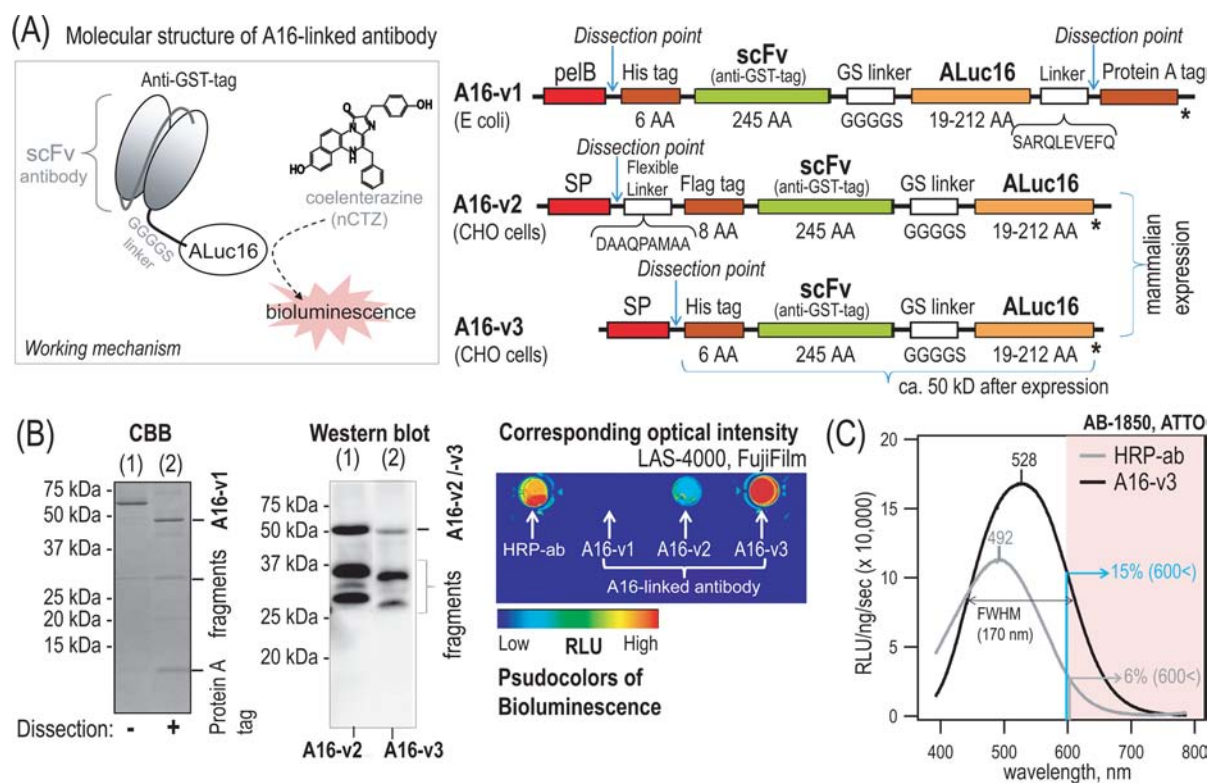 (A) Molecular structure of A16-linked antibody
Anti-GST-tag
scFv
antibody
GGGGS
linker
ALuc16
HO
OH
O
N
N
N
H
coelenterazine
(nCTZ)
bioluminescence
Working mechanism
Dissection point
scFv
Dissection point
pelB
His tag
(anti-GST-tag)
GS linker
ALuc16
Linker
Protein A tag
A16-v1
(E coli)
6 AA
245 AA
GGGGS
19-212 AA
*
SARQLEVEFQ
Dissection point
SP
Flexible
Linker
Flag tag
scFv
(anti-GST-tag)
GS linker
ALuc16
A16-v2
(CHO cells)
DAAQPAMAA
8 AA
245 AA
GGGGS
19-212 AA
*
Dissection point
SP
His tag
scFv
(anti-GST-tag)
GS linker
ALuc16
A16-v3
(CHO cells)
6 AA
245 AA
GGGGS
19-212 AA
*
ca. 50 kD after expression
mammalian
expression
(B)
CBB
(1) (2)
75 kDa -
50 kDa -
37 kDa -
25 kDa -
20 kDa -
15 kDa -
A16-v1
fragments
Protein A
tag
Dissection: - +
Western blot
(1) (2)
75 kDa -
50 kDa -
37 kDa -
25 kDa -
20 kDa -
A16-v2 /-v3
fragments
A16-v2 A16-v3
Corresponding optical intensity
LAS-4000, FujiFilm
HRP-ab A16-v1 A16-v2 A16-v3
A16-linked antibody
Low RLU High
Psudocolors of
Bioluminescence
(C)
AB-1850, ATTO
HRP-ab
A16-v3
528
492
15% (600<)
FWHM
(170 nm)
6% (600<)
RLU/ng/sec (x 10,000)
20
15
10
5
0
400 500 600 700 800
wavelength, nm